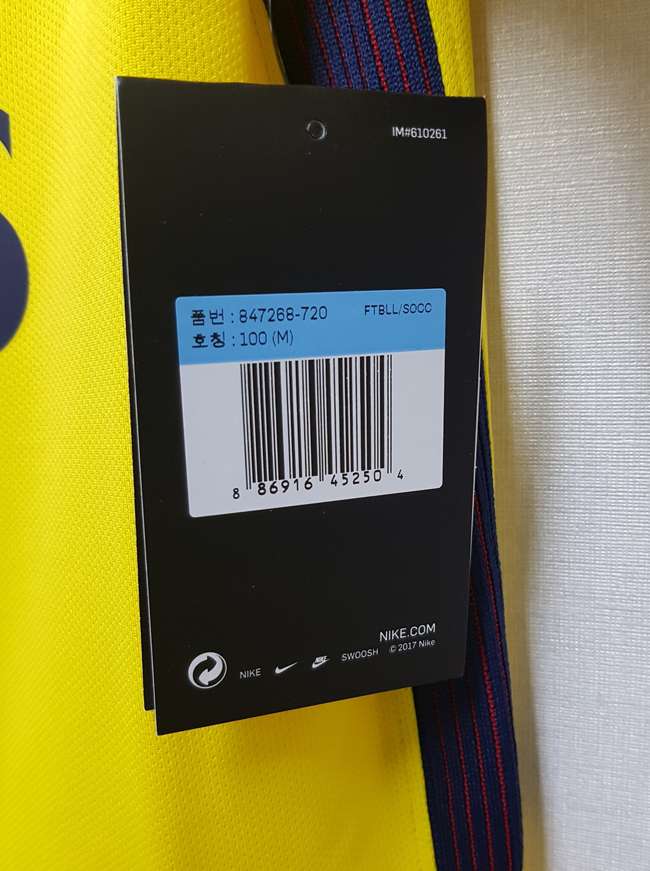 IM#610261
품번 : 847268-720 FTBLL/SOCC
호칭 : 100 (M)
8 86916 45250 4
NIKE.COM
NIKE NIKE SWOOSH © 2017 Nike